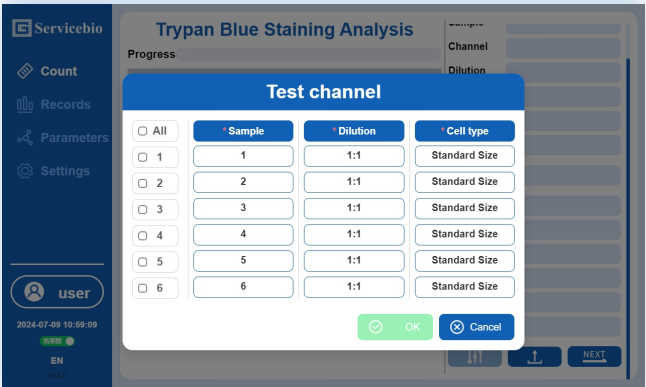 Servicebio
Count
Records
Parameters
Settings
user
2024-07-09 10:59:09
EN
Trypan Blue Staining Analysis
Progress
Sample
Channel
Dilution
Test channel
All * Sample * Dilution * Cell type
1 1 1:1 Standard Size
2 2 1:1 Standard Size
3 3 1:1 Standard Size
4 4 1:1 Standard Size
5 5 1:1 Standard Size
6 6 1:1 Standard Size
OK Cancel
NEXT